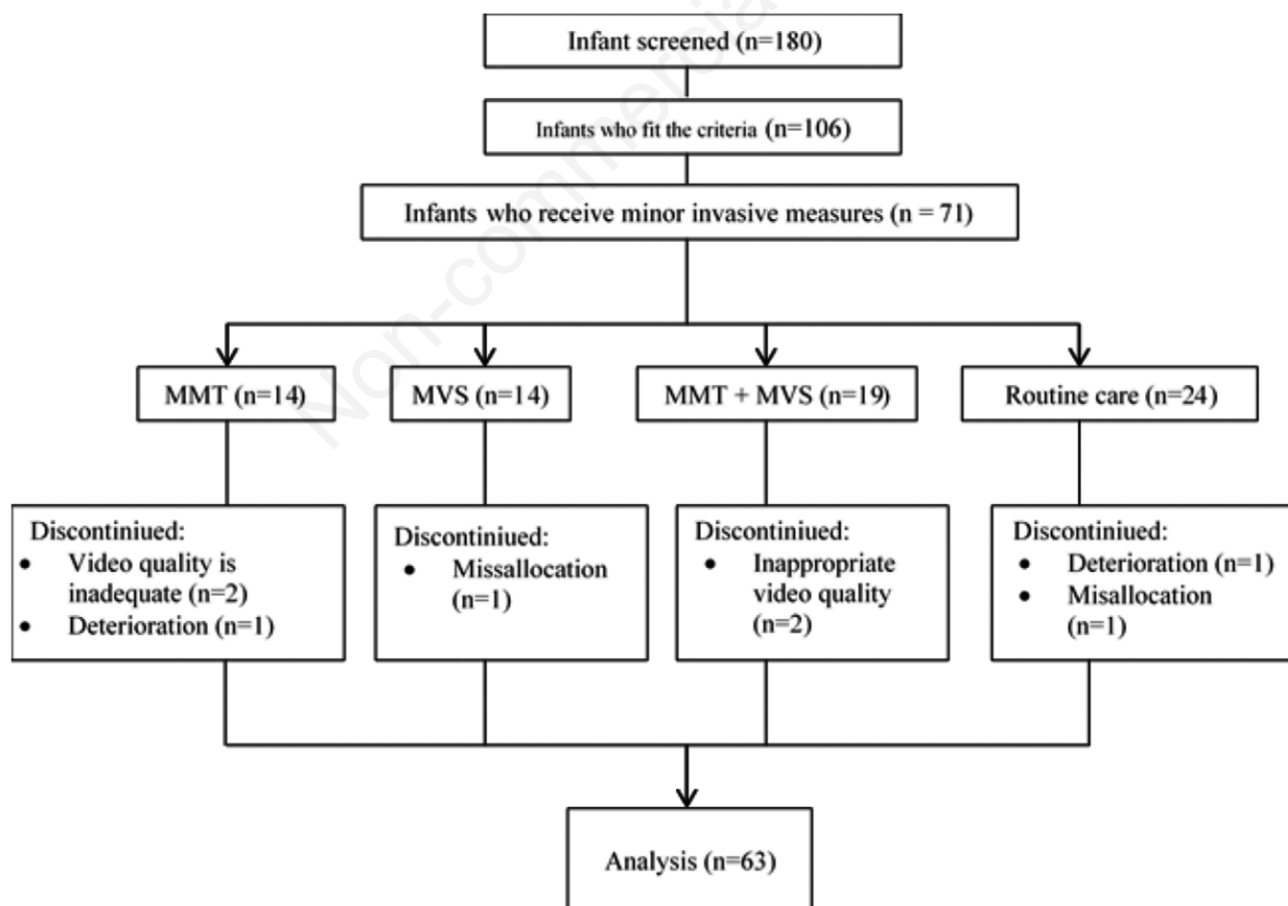 Infant screened (n=180)
Infants who fit the criteria (n=106)
Infants who receive minor invasive measures (n = 71)
MMT (n=14)
MVS (n=14)
MMT + MVS (n=19)
Routine care (n=24)
Discontiniued:
• Video quality is
inadequate (n=2)
• Deterioration (n=1)
Discontiniued:
• Missallocation
(n=1)
Discontiniued:
• Inappropriate
video quality
(n=2)
Discontiniued:
• Deterioration (n=1)
• Misallocation
(n=1)
Analysis (n=63)
Non-commercial